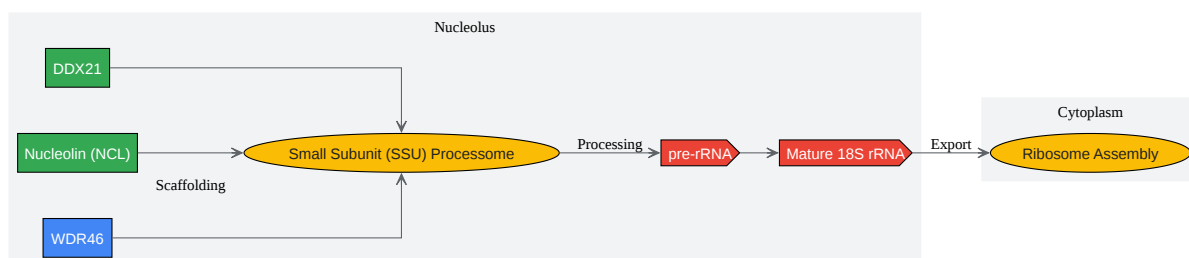 Nucleolus
DDX21
Nucleolin (NCL)
Scaffolding
WDR46
Small Subunit (SSU) Processome
Processing
pre-rRNA
Mature 18S rRNA
Export
Cytoplasm
Ribosome Assembly